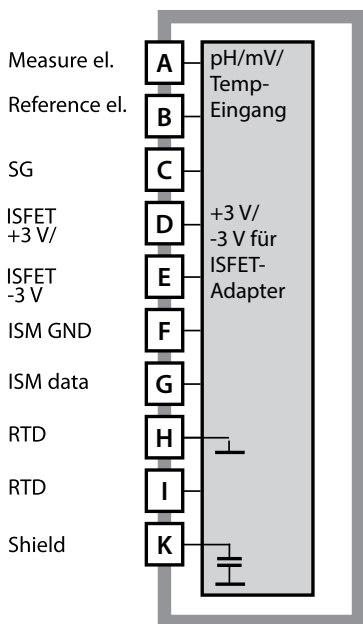 Measure el.
A
pH/mV/
Temp-
Eingang
Reference el.
B
SG
C
ISFET
+3 V/
D
+3 V/
-3 V für
ISFET-
Adapter
ISFET
-3 V
E
ISM GND
F
ISM data
G
RTD
H
RTD
I
Shield
K